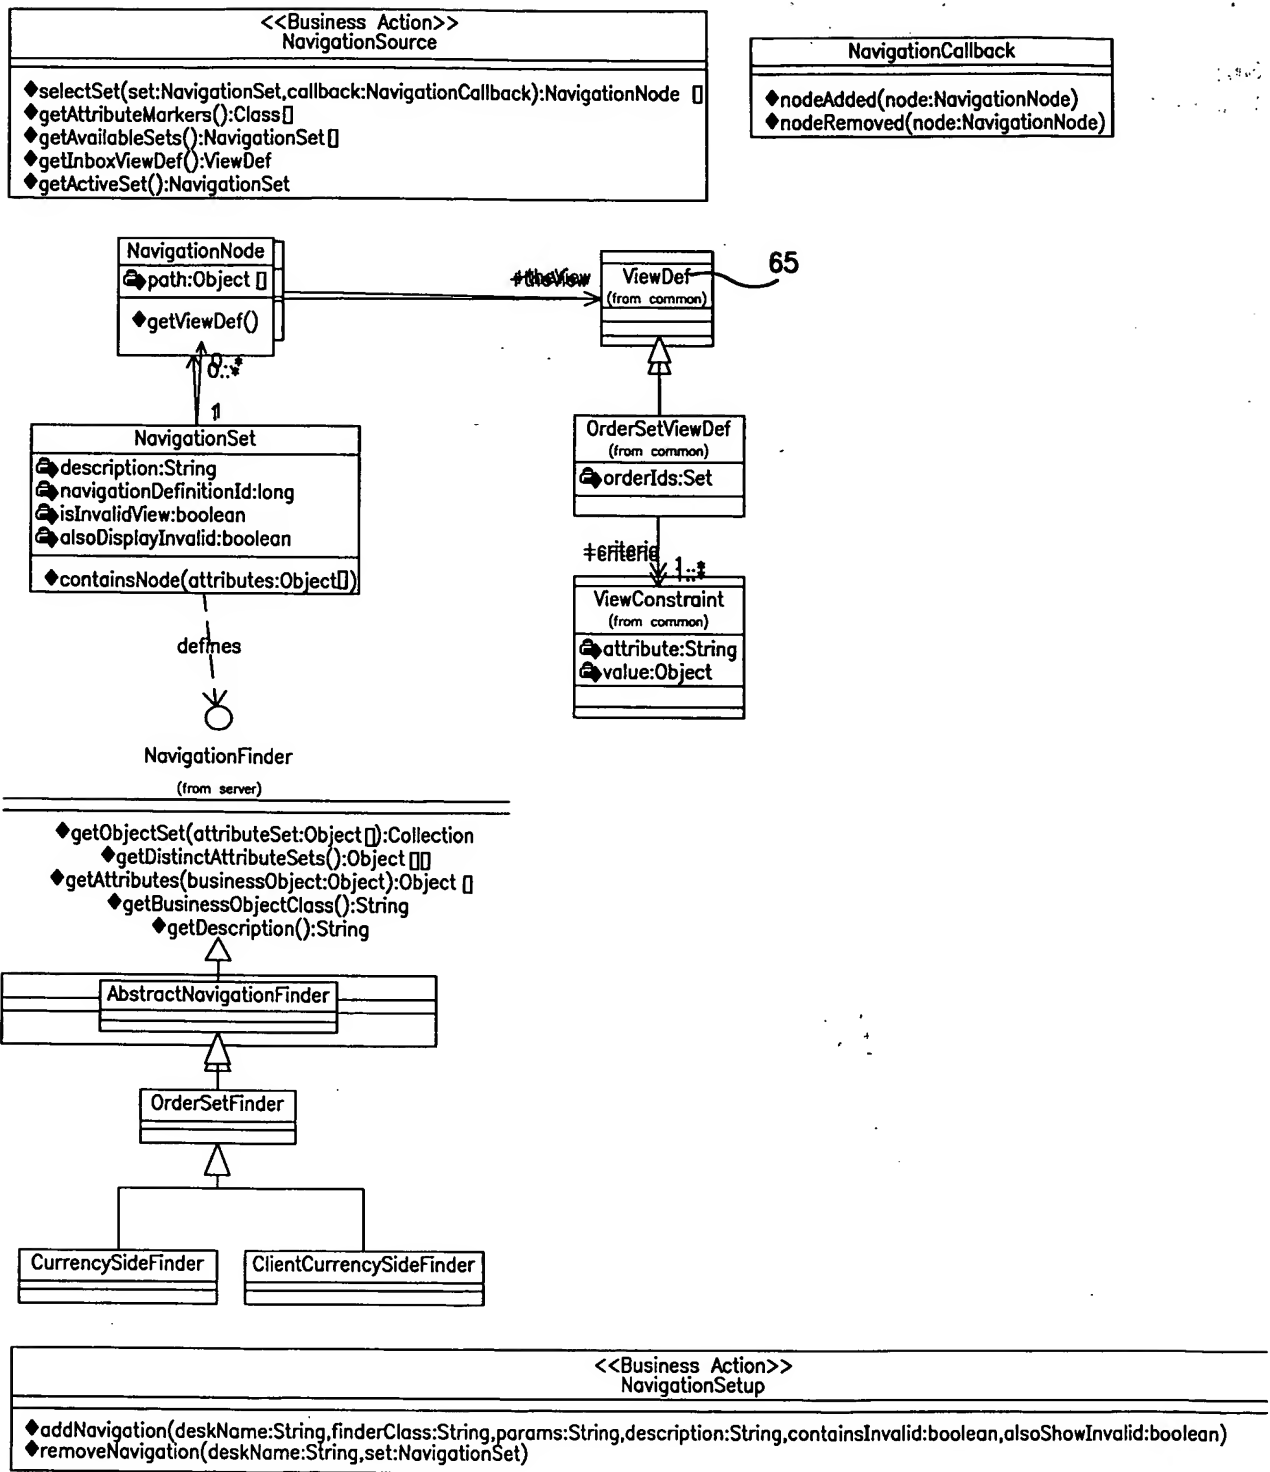 <<Business Action>>
NavigationSource
selectSet(set:NavigationSet,callback:NavigationCallback):NavigationNode []
getAttributeMarkers():Class[]
getAvailableSets():NavigationSet[]
getInboxViewDef():ViewDef
getActiveSet():NavigationSet
NavigationCallback
nodeAdded(node:NavigationNode)
nodeRemoved(node:NavigationNode)
NavigationNode
path:Object []
getViewDef()
+theView
ViewDef
(from common)
65
0..*
1
NavigationSet
description:String
navigationDefinitionId:long
isInvalidView:boolean
alsoDisplayInvalid:boolean
containsNode(attributes:Object[])
OrderSetViewDef
(from common)
orderIds:Set
+criteria
1..*
ViewConstraint
(from common)
attribute:String
value:Object
defines
NavigationFinder
(from server)
getObjectSet(attributeSet:Object[]):Collection
getDistinctAttributeSets():Object [][]
getAttributes(businessObject:Object):Object []
getBusinessObjectClass():String
getDescription():String
AbstractNavigationFinder
OrderSetFinder
CurrencySideFinder
ClientCurrencySideFinder
<<Business Action>>
NavigationSetup
addNavigation(deskName:String,finderClass:String,params:String,description:String,containsInvalid:boolean,alsoShowInvalid:boolean)
removeNavigation(deskName:String,set:NavigationSet)